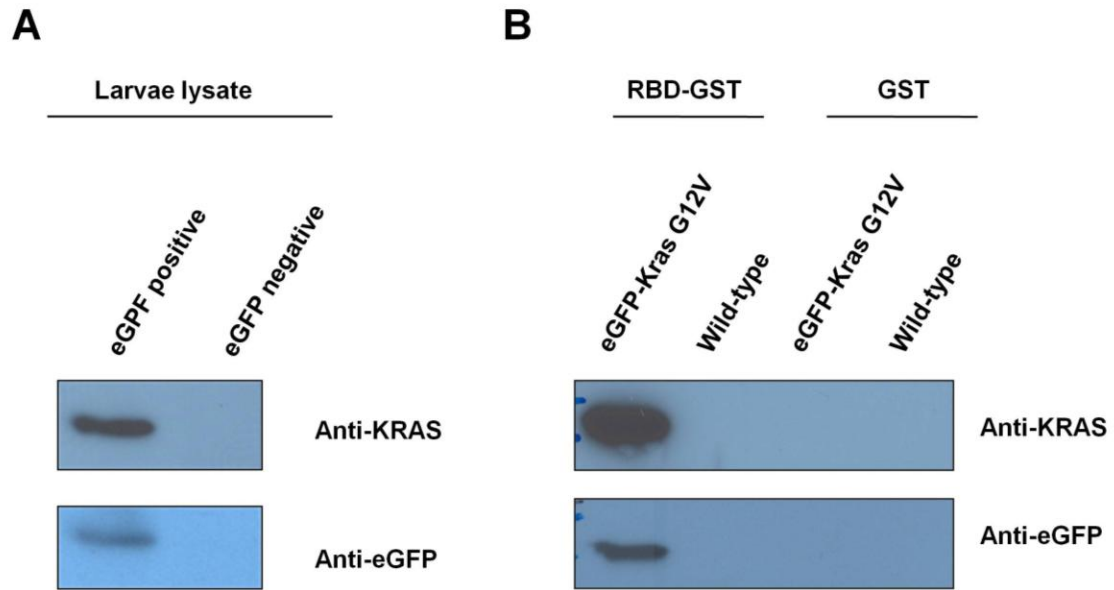 A
Larvae lysate
eGPF positive
eGFP negative
Anti-KRAS
Anti-eGFP
B
RBD-GST
GST
eGFP-Kras G12V
Wild-type
eGFP-Kras G12V
Wild-type
Anti-KRAS
Anti-eGFP